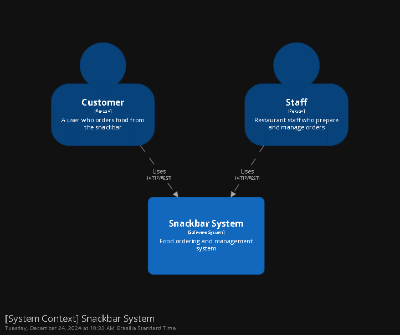 Customer
[Person]
A user who orders food from
the snackbar
Staff
[Person]
Restaurant staff who prepare
and manage orders
Uses
[HTTP/REST]
Uses
[HTTP/REST]
Snackbar System
[Software System]
Food ordering and management
system
[System Context] Snackbar System
Tuesday, December 24, 2024 at 10:22 AM Brasilia Standard Time